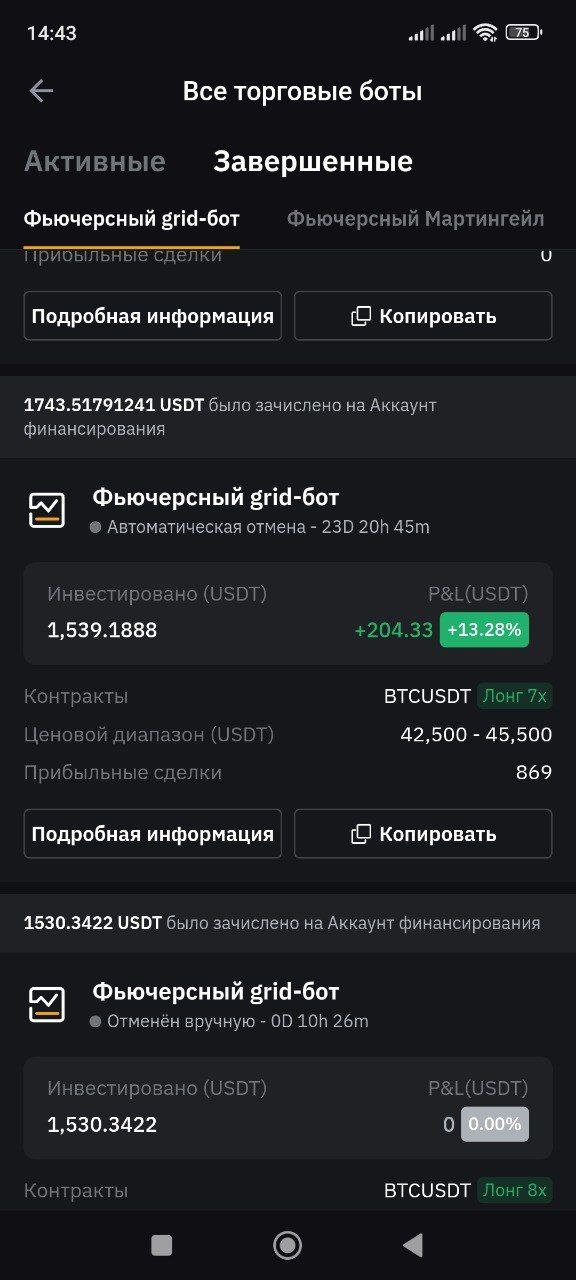 14:43
75
Все торговые боты
Активные Завершенные
Фьючерсный grid-бот Фьючерсный Мартингейл
Прибыльные сделки 0
Подробная информация Копировать
1743.51791241 USDT было зачислено на Аккаунт
финансирования
Фьючерсный grid-бот
Автоматическая отмена - 23D 20h 45m
Инвестировано (USDT) P&L(USDT)
1,539.1888 +204.33 +13.28%
Контракты BTCUSDT Лонг 7x
Ценовой диапазон (USDT) 42,500 - 45,500
Прибыльные сделки 869
Подробная информация Копировать
1530.3422 USDT было зачислено на Аккаунт финансирования
Фьючерсный grid-бот
Отменён вручную - 0D 10h 26m
Инвестировано (USDT) P&L(USDT)
1,530.3422 0 0.00%
Контракты BTCUSDT Лонг 8x